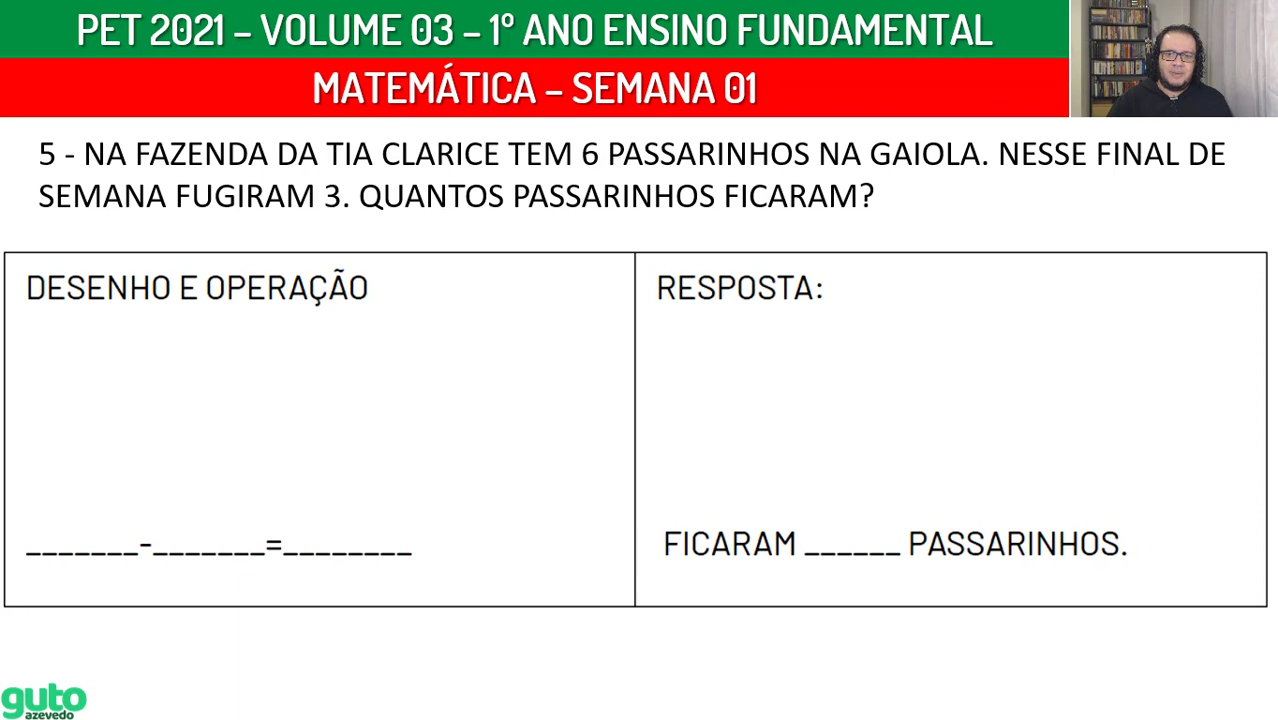 PET 2021 – VOLUME 03 – 1º ANO ENSINO FUNDAMENTAL
MATEMÁTICA – SEMANA 01
5 - NA FAZENDA DA TIA CLARICE TEM 6 PASSARINHOS NA GAIOLA. NESSE FINAL DE
SEMANA FUGIRAM 3. QUANTOS PASSARINHOS FICARAM?
DESENHO E OPERAÇÃO
_______-_______=________
RESPOSTA:
FICARAM ______ PASSARINHOS.
guto
azevedo